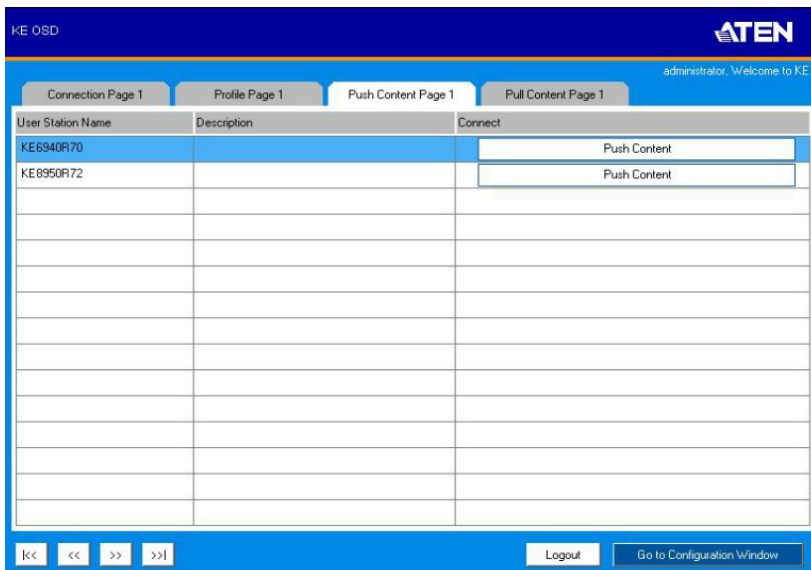 KE OSD
ATEN
administrator, Welcome to KE
Connection Page 1 Profile Page 1 Push Content Page 1 Pull Content Page 1
User Station Name Description Connect
KE6940R70 Push Content
KE8950R72 Push Content
|<< << >> >>| Logout Go to Configuration Window